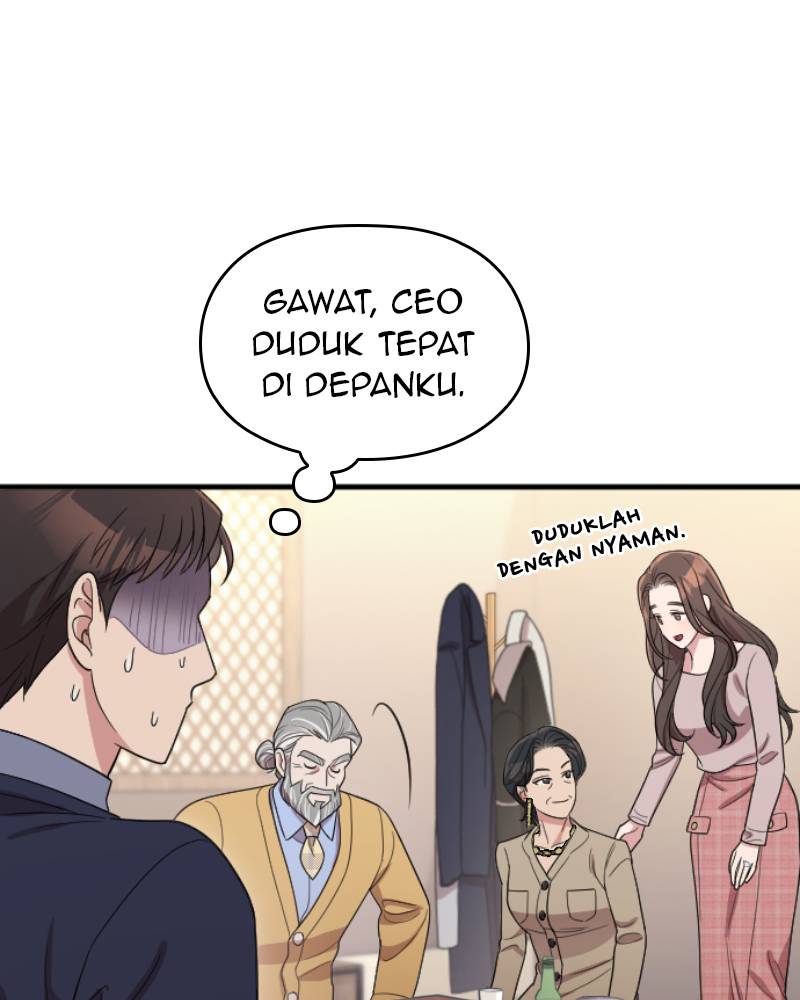 GAWAT, CEO
DUDUK TEPAT
DI DEPANKU.
DUDUKLAH
DENGAN NYAMAN.